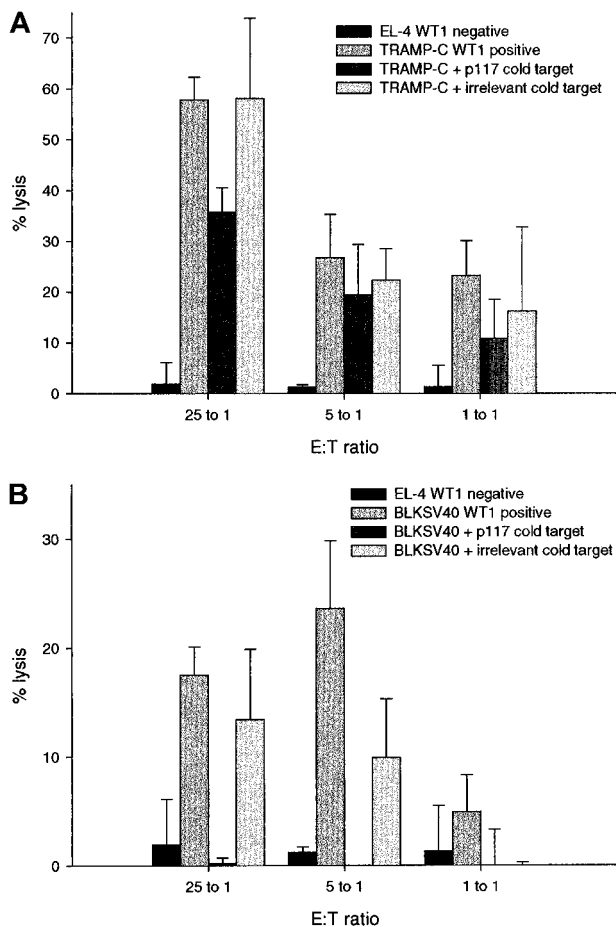 A
EL-4 WT1 negative
TRAMP-C WT1 positive
TRAMP-C + p117 cold target
TRAMP-C + irrelevant cold target
70
60
50
40
30
20
10
0
% lysis
25 to 1 5 to 1 1 to 1
E:T ratio
B
EL-4 WT1 negative
BLKSV40 WT1 positive
BLKSV40 + p117 cold target
BLKSV40 + irrelevant cold target
30
20
10
0
% lysis
25 to 1 5 to 1 1 to 1
E:T ratio